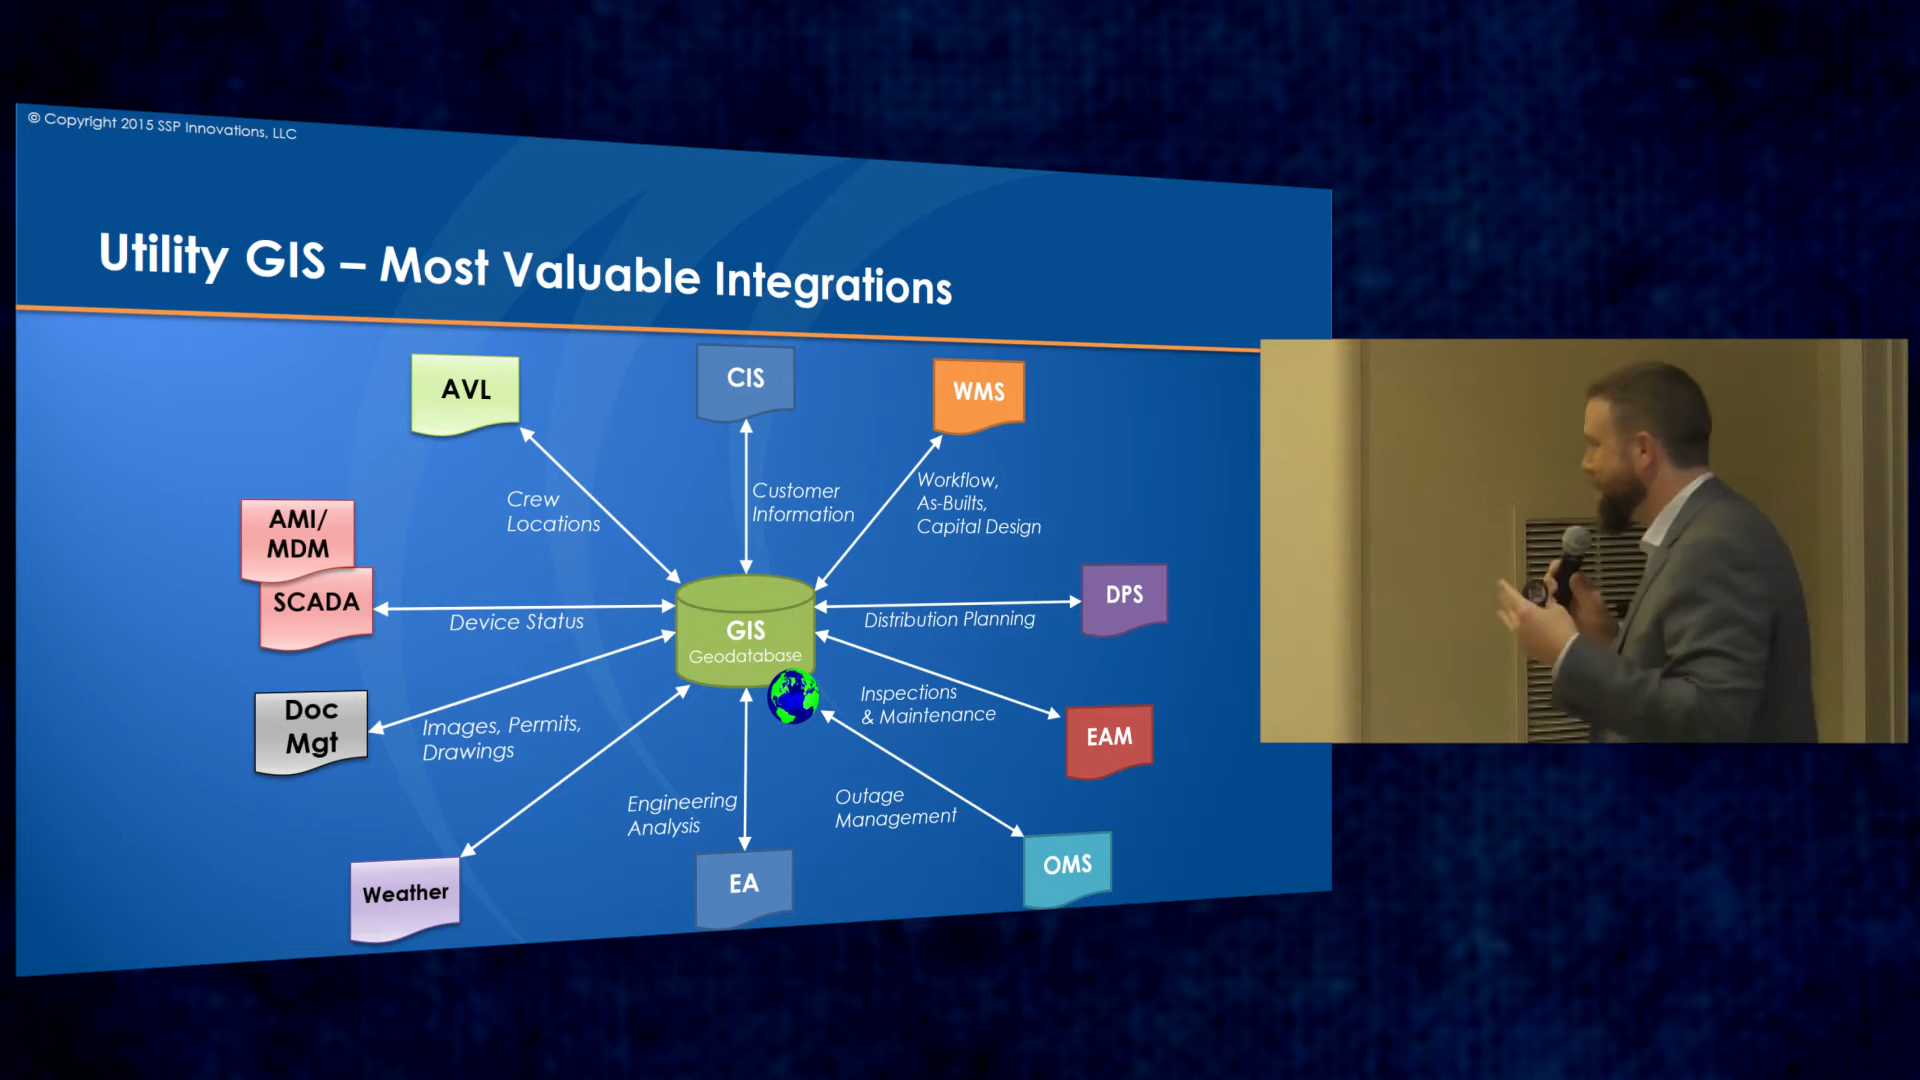 © Copyright 2015 SSP Innovations, LLC
Utility GIS – Most Valuable Integrations
AVL
CIS
WMS
Crew
Locations
Customer
Information
Workflow,
As-Builts,
Capital Design
AMI/
MDM
SCADA
Device Status
GIS
Geodatabase
Distribution Planning
DPS
Doc
Mgt
Images, Permits,
Drawings
Inspections
& Maintenance
EAM
Engineering
Analysis
Outage
Management
Weather
EA
OMS